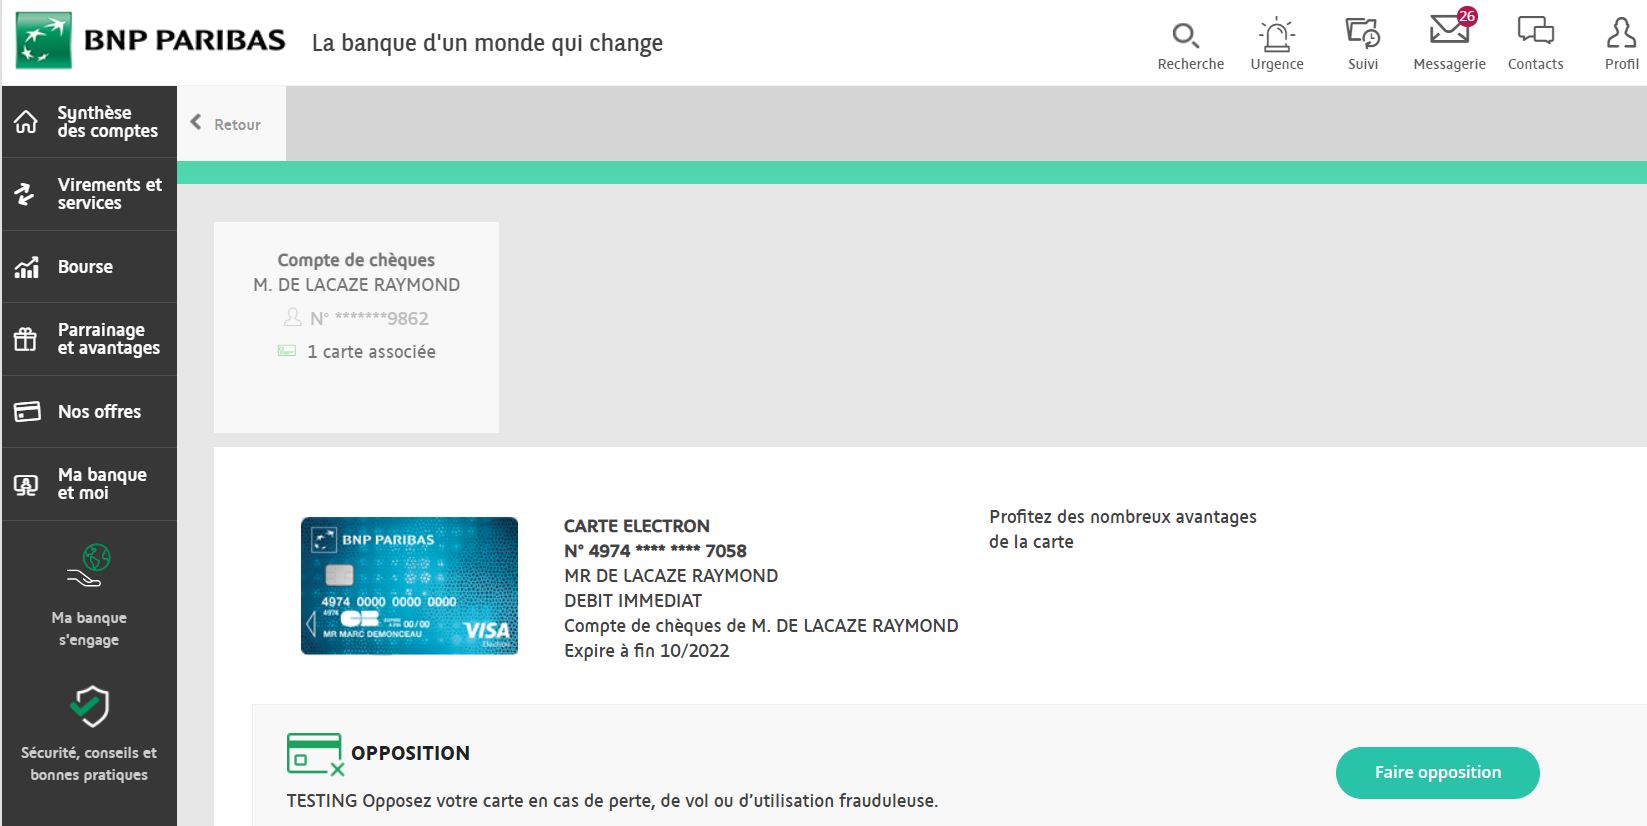 BNP PARIBAS
La banque d'un monde qui change
Recherche
Urgence
Suivi
26
Messagerie
Contacts
Profil
Synthèse
des comptes
Virements et
services
Bourse
Parrainage
et avantages
Nos offres
Ma banque
et moi
Ma banque
s'engage
Sécurité, conseils et
bonnes pratiques
Retour
Compte de chèques
M. DE LACAZE RAYMOND
N° *******9862
1 carte associée
BNP PARIBAS
4974 0000 0000 0000
4974
00/00
MR MARC DEMONCEAU
VISA
Electron
CARTE ELECTRON
N° 4974 **** **** 7058
MR DE LACAZE RAYMOND
DEBIT IMMEDIAT
Compte de chèques de M. DE LACAZE RAYMOND
Expire à fin 10/2022
Profitez des nombreux avantages
de la carte
OPPOSITION
TESTING Opposez votre carte en cas de perte, de vol ou d’utilisation frauduleuse.
Faire opposition